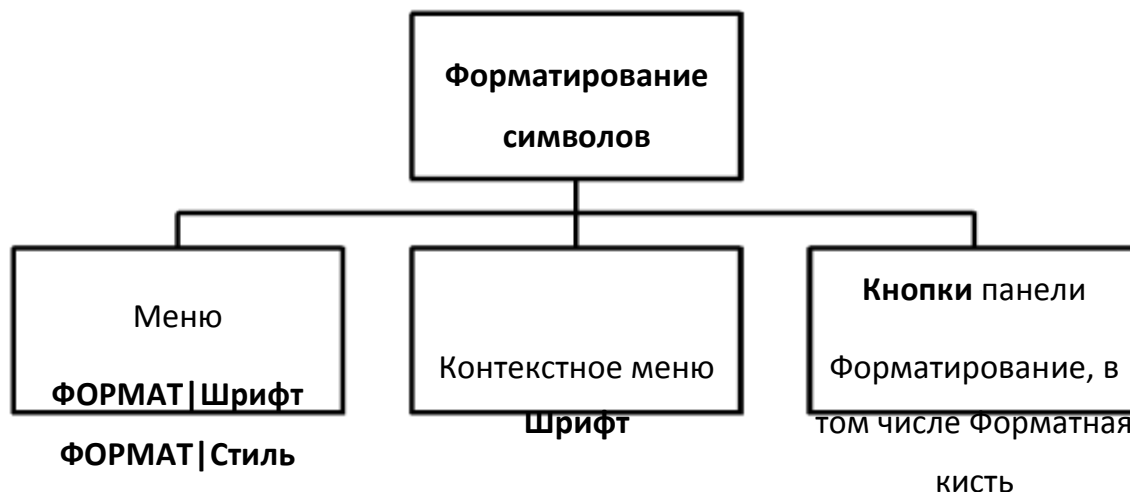 Форматирование
символов
Меню
ФОРМАТ|Шрифт
ФОРМАТ|Стиль
Контекстное меню
Шрифт
Кнопки панели
Форматирование, в
том числе Форматная
кисть